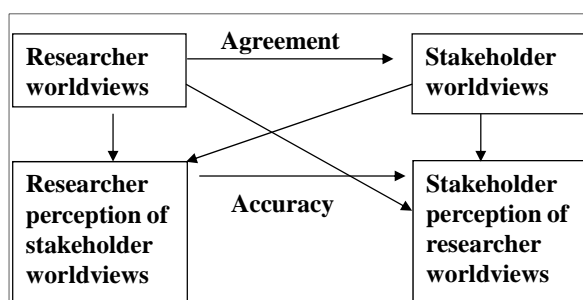 Researcher
worldviews
Agreement
Stakeholder
worldviews
Researcher
perception of
stakeholder
worldviews
Accuracy
Stakeholder
perception of
researcher
worldviews